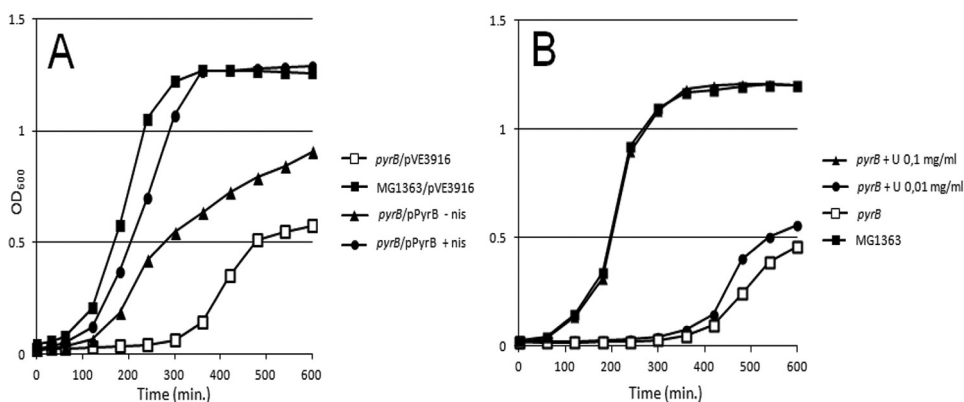 A
1.5
1
0.5
0
OD600
0 100 200 300 400 500 600
Time (min.)
pyrB/pVE3916
MG1363/pVE3916
pyrB/pPyrB - nis
pyrB/pPyrB + nis
B
1.5
1
0.5
0
0 100 200 300 400 500 600
Time (min.)
pyrB + U 0,1 mg/ml
pyrB + U 0,01 mg/ml
pyrB
MG1363